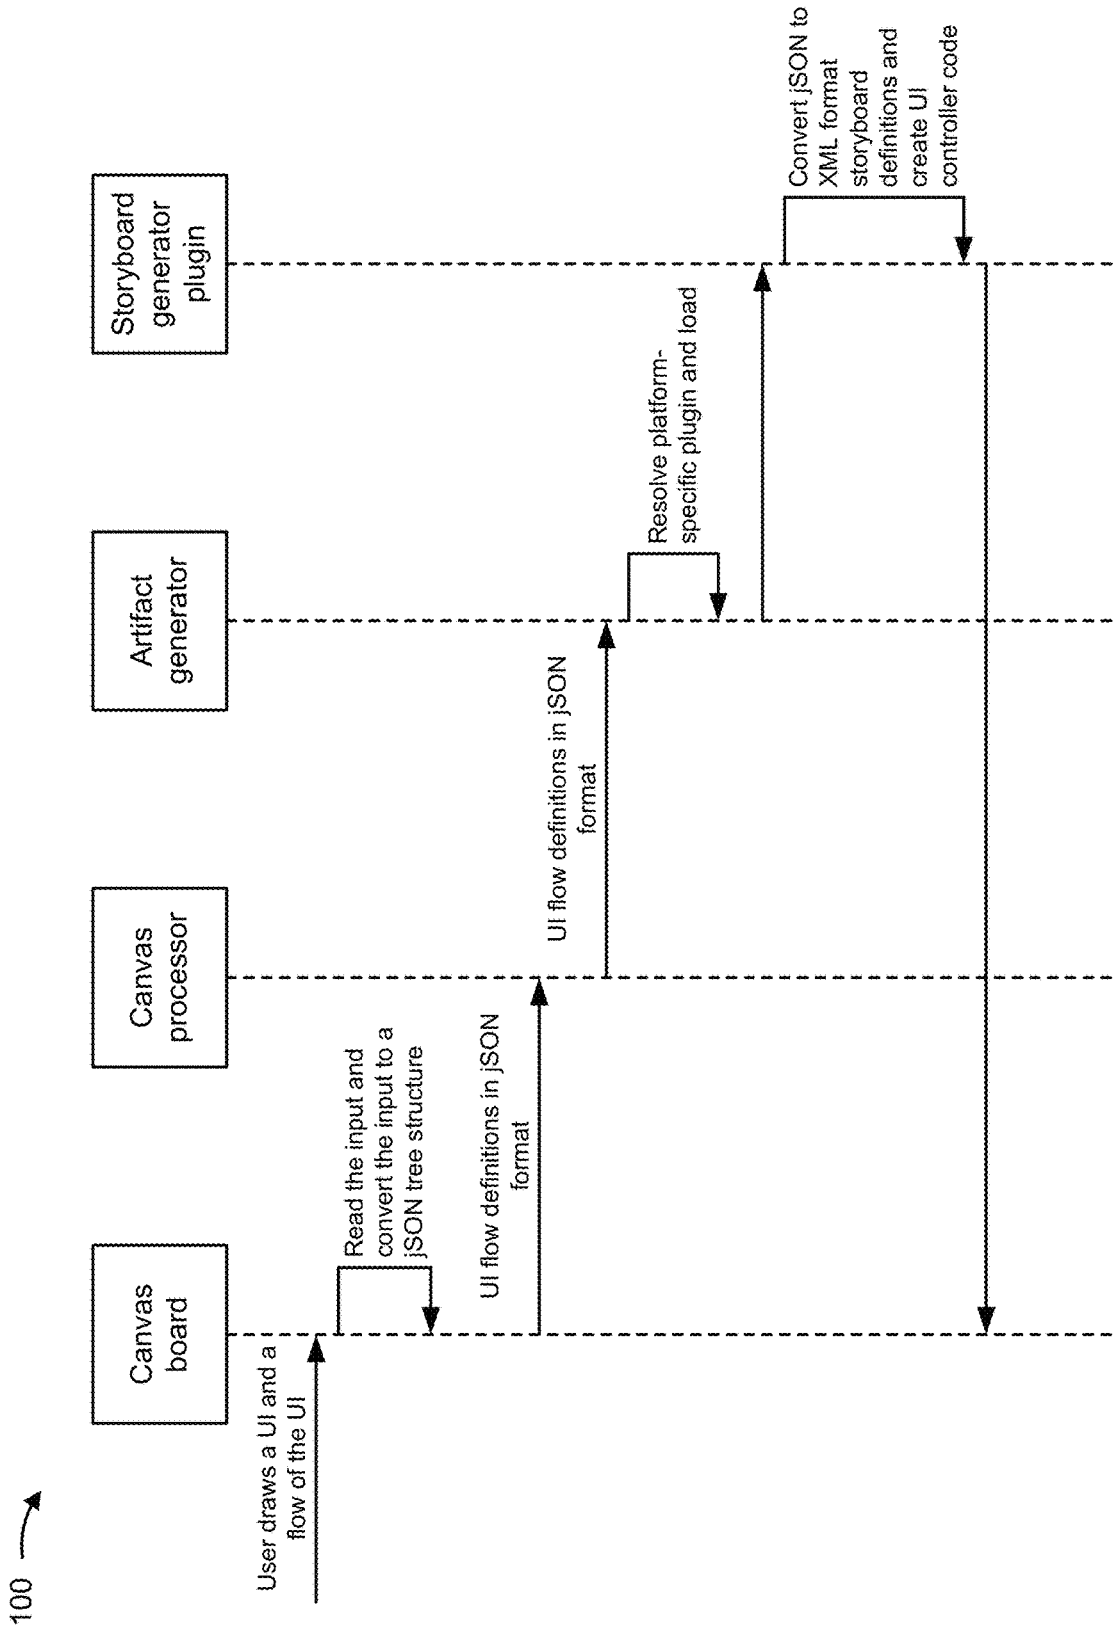 100
Canvas
board
Canvas
processor
Artifact
generator
Storyboard
generator
plugin
User draws a UI and a
flow of the UI
Read the input and
convert the input to a
jSON tree structure
UI flow definitions in jSON
format
UI flow definitions in jSON
format
Resolve platform-
specific plugin and load
Convert jSON to
XML format
storyboard
definitions and
create UI
controller code